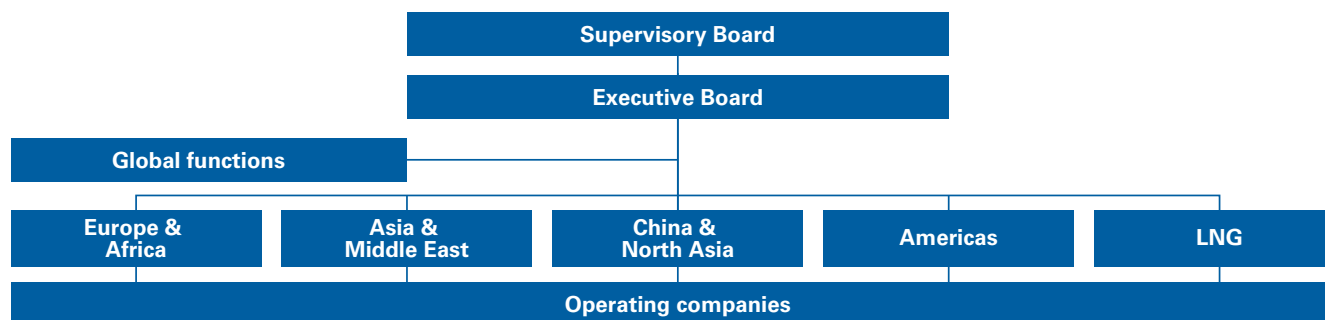 Supervisory Board
Executive Board
Global functions
Europe &
Africa
Asia &
Middle East
China &
North Asia
Americas
LNG
Operating companies